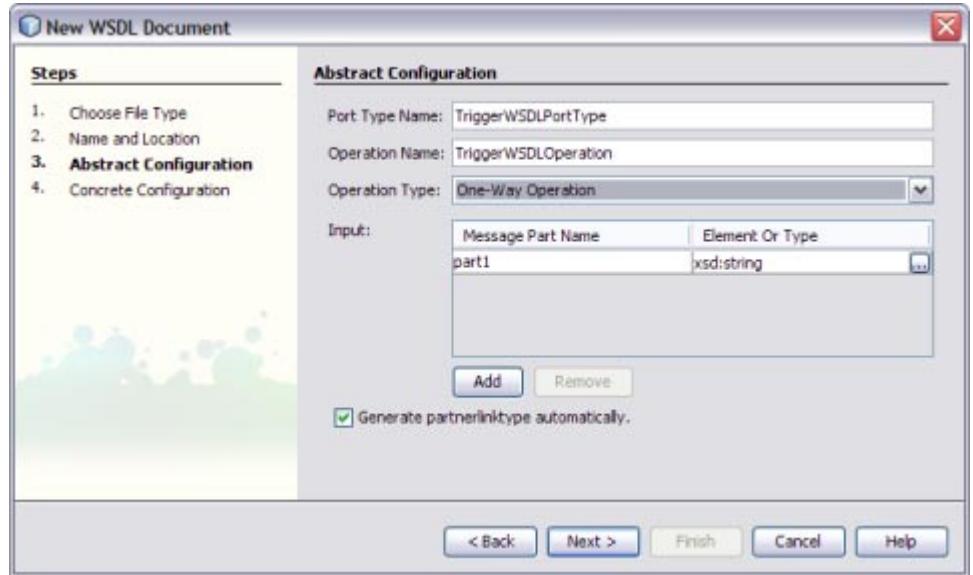 New WSDL Document
Steps
1. Choose File Type
2. Name and Location
3. Abstract Configuration
4. Concrete Configuration
Abstract Configuration
Port Type Name: TriggerWSDLPortType
Operation Name: TriggerWSDLOperation
Operation Type: One-Way Operation
Input:
Message Part Name Element Or Type
part1 xsd:string ...
Add Remove
Generate partnerlinktype automatically.
< Back Next > Finish Cancel Help